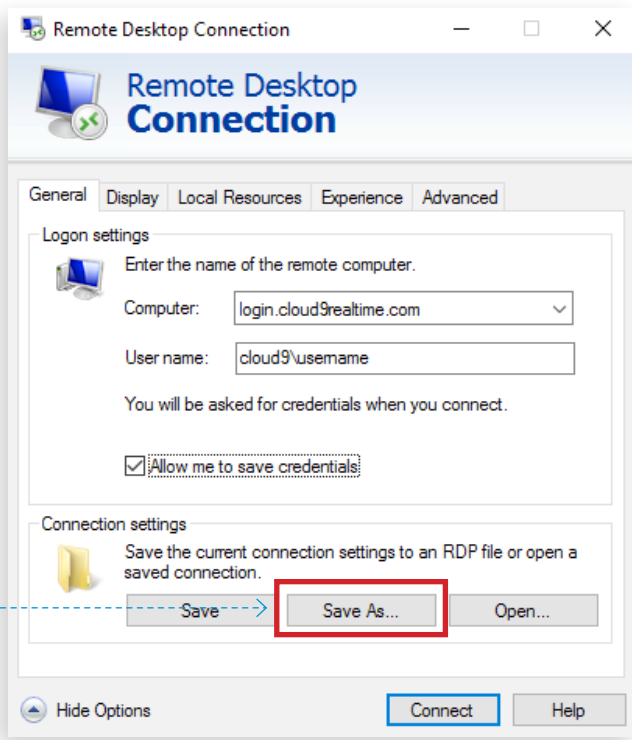 Remote Desktop Connection
Remote Desktop
Connection
General Display Local Resources Experience Advanced
Logon settings
Enter the name of the remote computer.
Computer: login.cloud9realtime.com
User name: cloud9\username
You will be asked for credentials when you connect.
Allow me to save credentials
Connection settings
Save the current connection settings to an RDP file or open a
saved connection.
Save Save As... Open...
Hide Options Connect Help